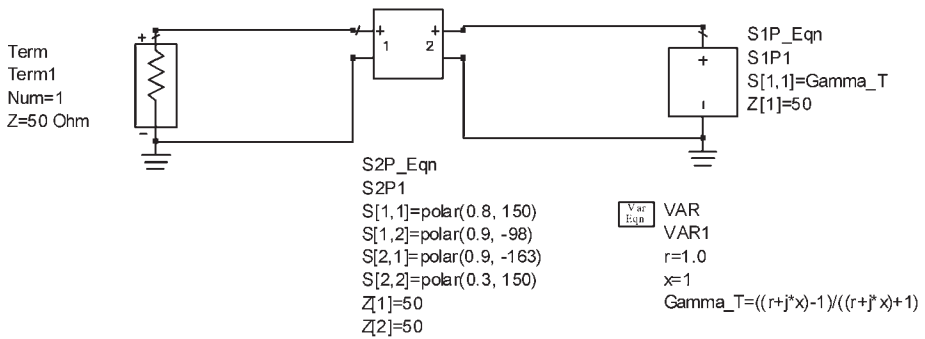 Term
Term1
Num=1
Z=50 Ohm
+
-
+
1
2
+
+
-
S1P_Eqn
S1P1
S[1,1]=Gamma_T
Z[1]=50
S2P_Eqn
S2P1
S[1,1]=polar(0.8, 150)
S[1,2]=polar(0.9, -98)
S[2,1]=polar(0.9, -163)
S[2,2]=polar(0.3, 150)
Z[1]=50
Z[2]=50
Var
Eqn
VAR
VAR1
r=1.0
x=1
Gamma_T=((r+j*x)-1)/((r+j*x)+1)